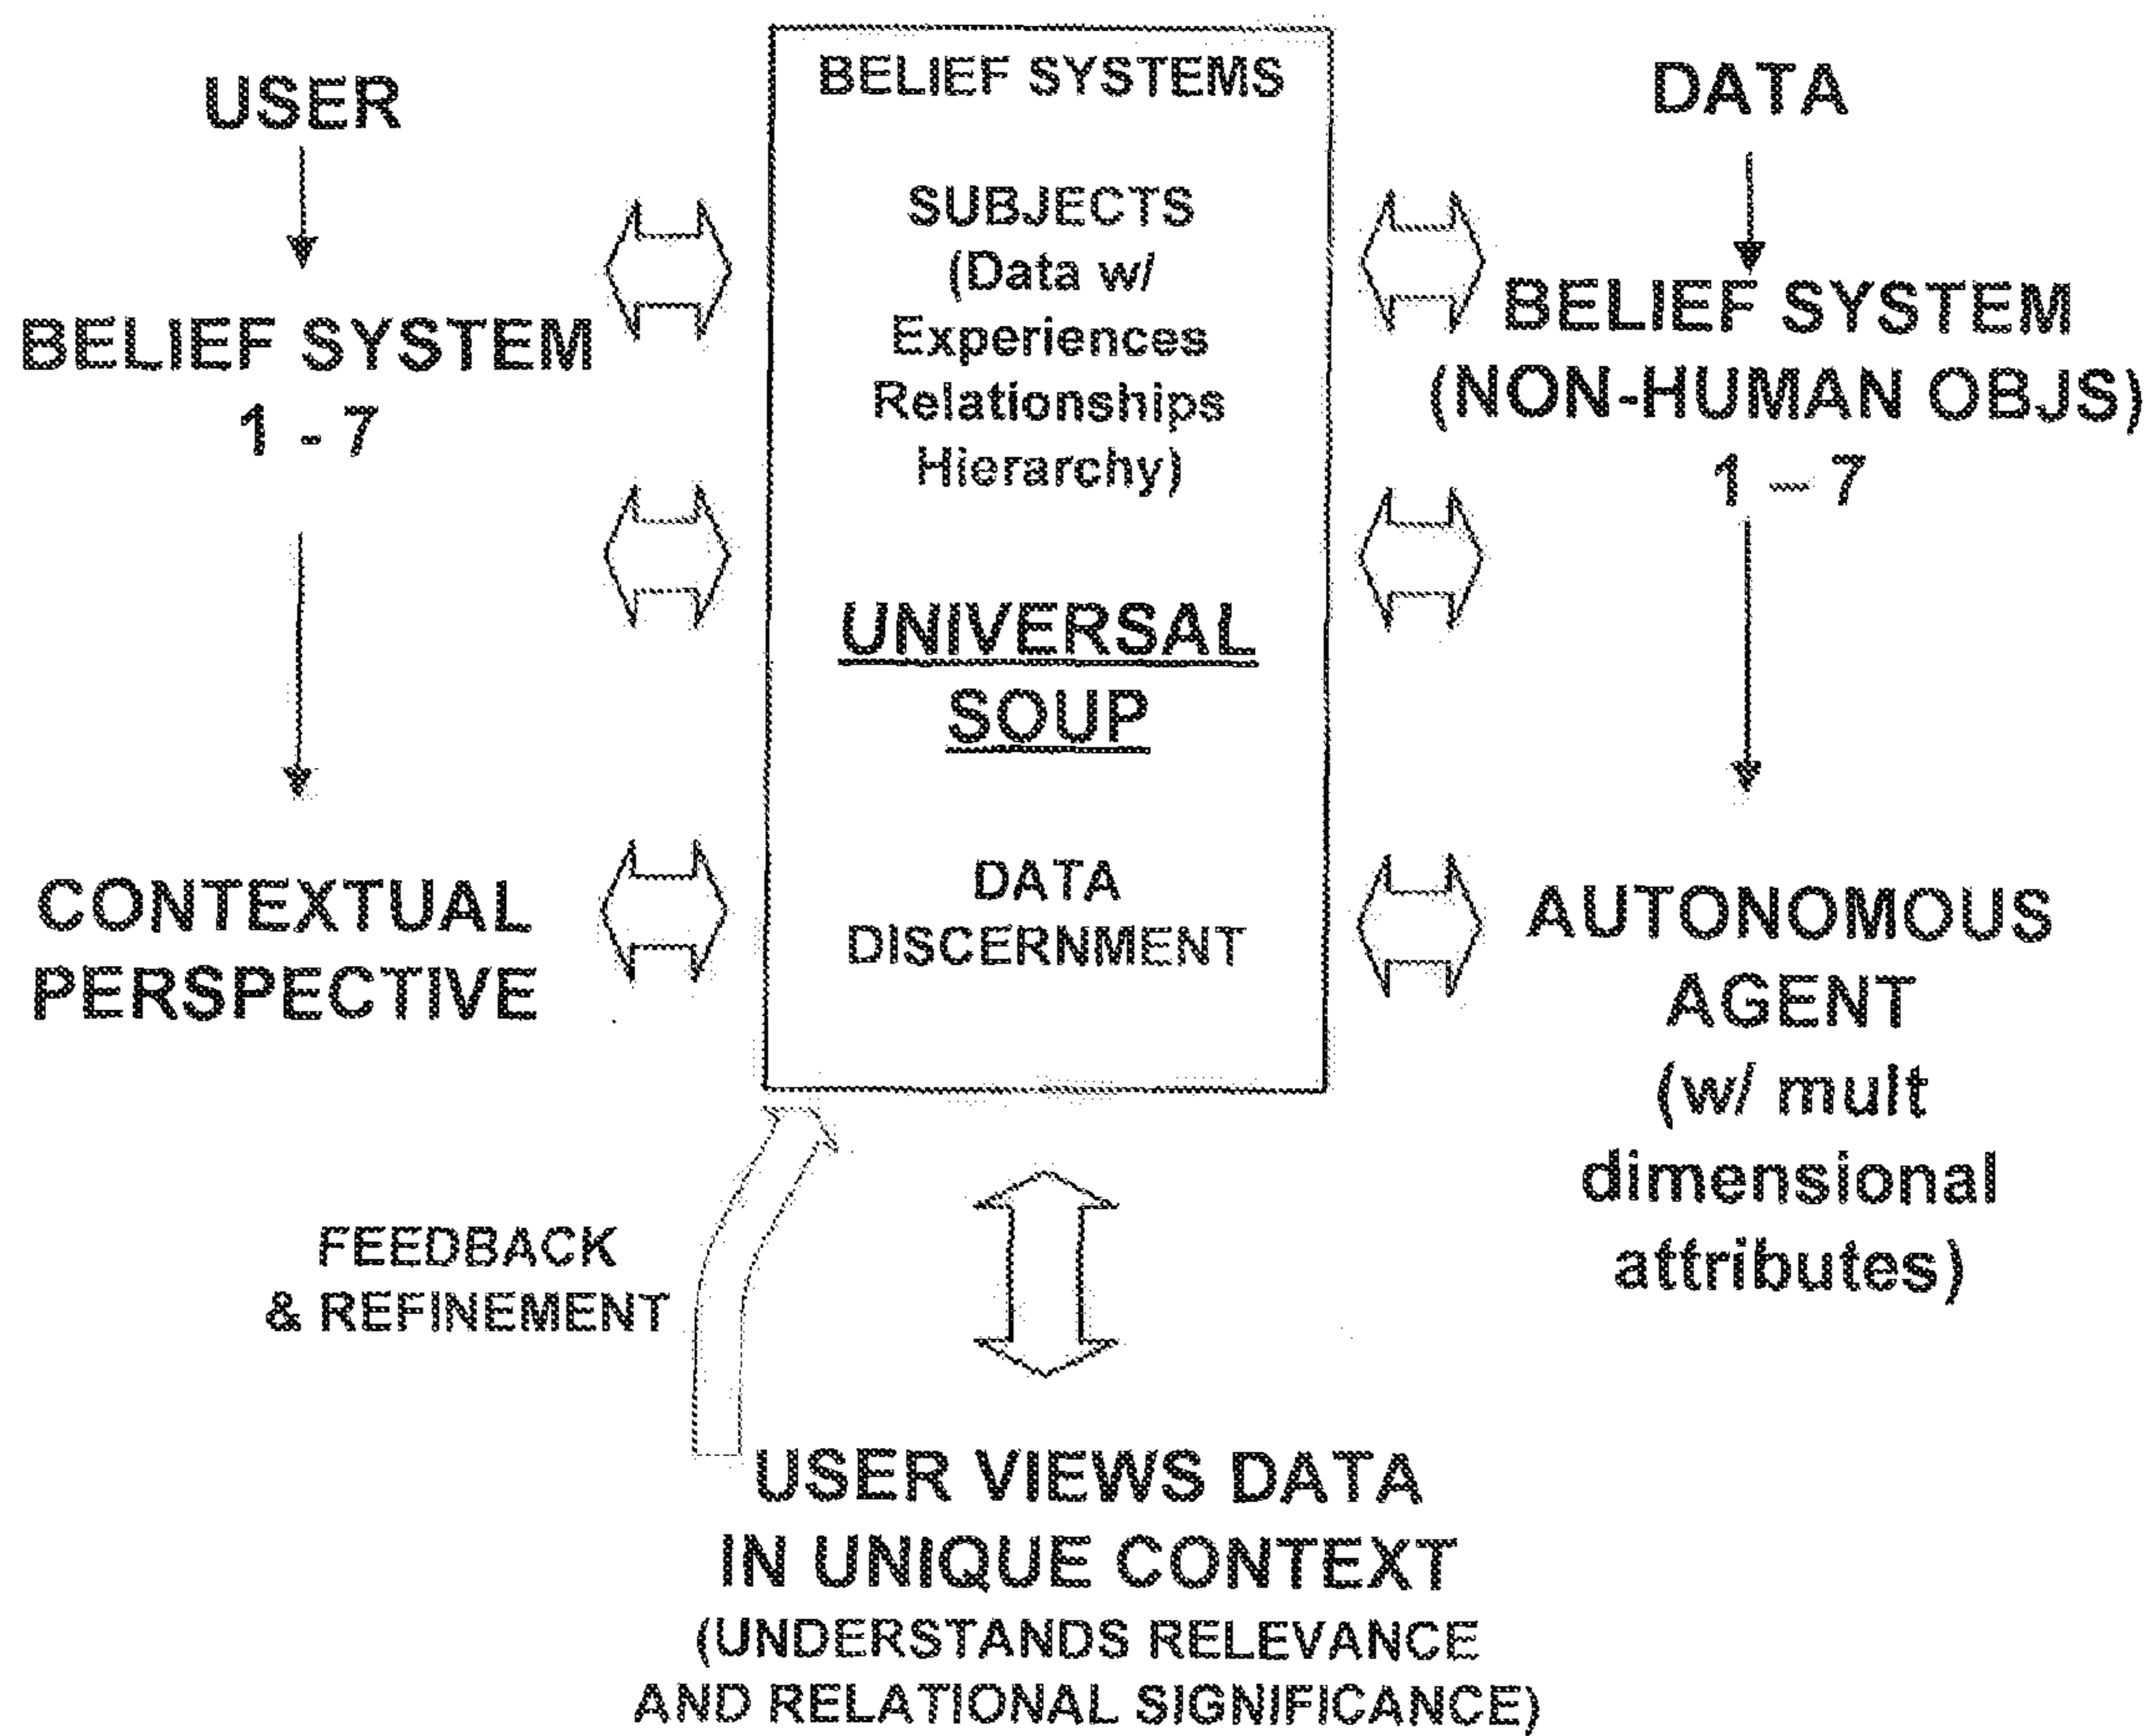 USER
BELIEF SYSTEM
1 - 7
CONTEXTUAL
PERSPECTIVE
BELIEF SYSTEMS
SUBJECTS
(Data w/
Experiences
Relationships
Hierarchy)
UNIVERSAL
SOUP
DATA
DISCERNMENT
DATA
BELIEF SYSTEM
(NON-HUMAN OBJS)
1 – 7
AUTONOMOUS
AGENT
(w/ mult
dimensional
attributes)
FEEDBACK
& REFINEMENT
USER VIEWS DATA
IN UNIQUE CONTEXT
(UNDERSTANDS RELEVANCE
AND RELATIONAL SIGNIFICANCE)